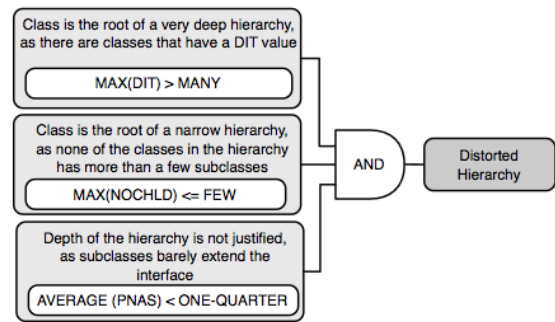 Class is the root of a very deep hierarchy,
as there are classes that have a DIT value
MAX(DIT) > MANY
Class is the root of a narrow hierarchy,
as none of the classes in the hierarchy
has more than a few subclasses
MAX(NOCHLD) <= FEW
Depth of the hierarchy is not justified,
as subclasses barely extend the
interface
AVERAGE (PNAS) < ONE-QUARTER
AND
Distorted
Hierarchy